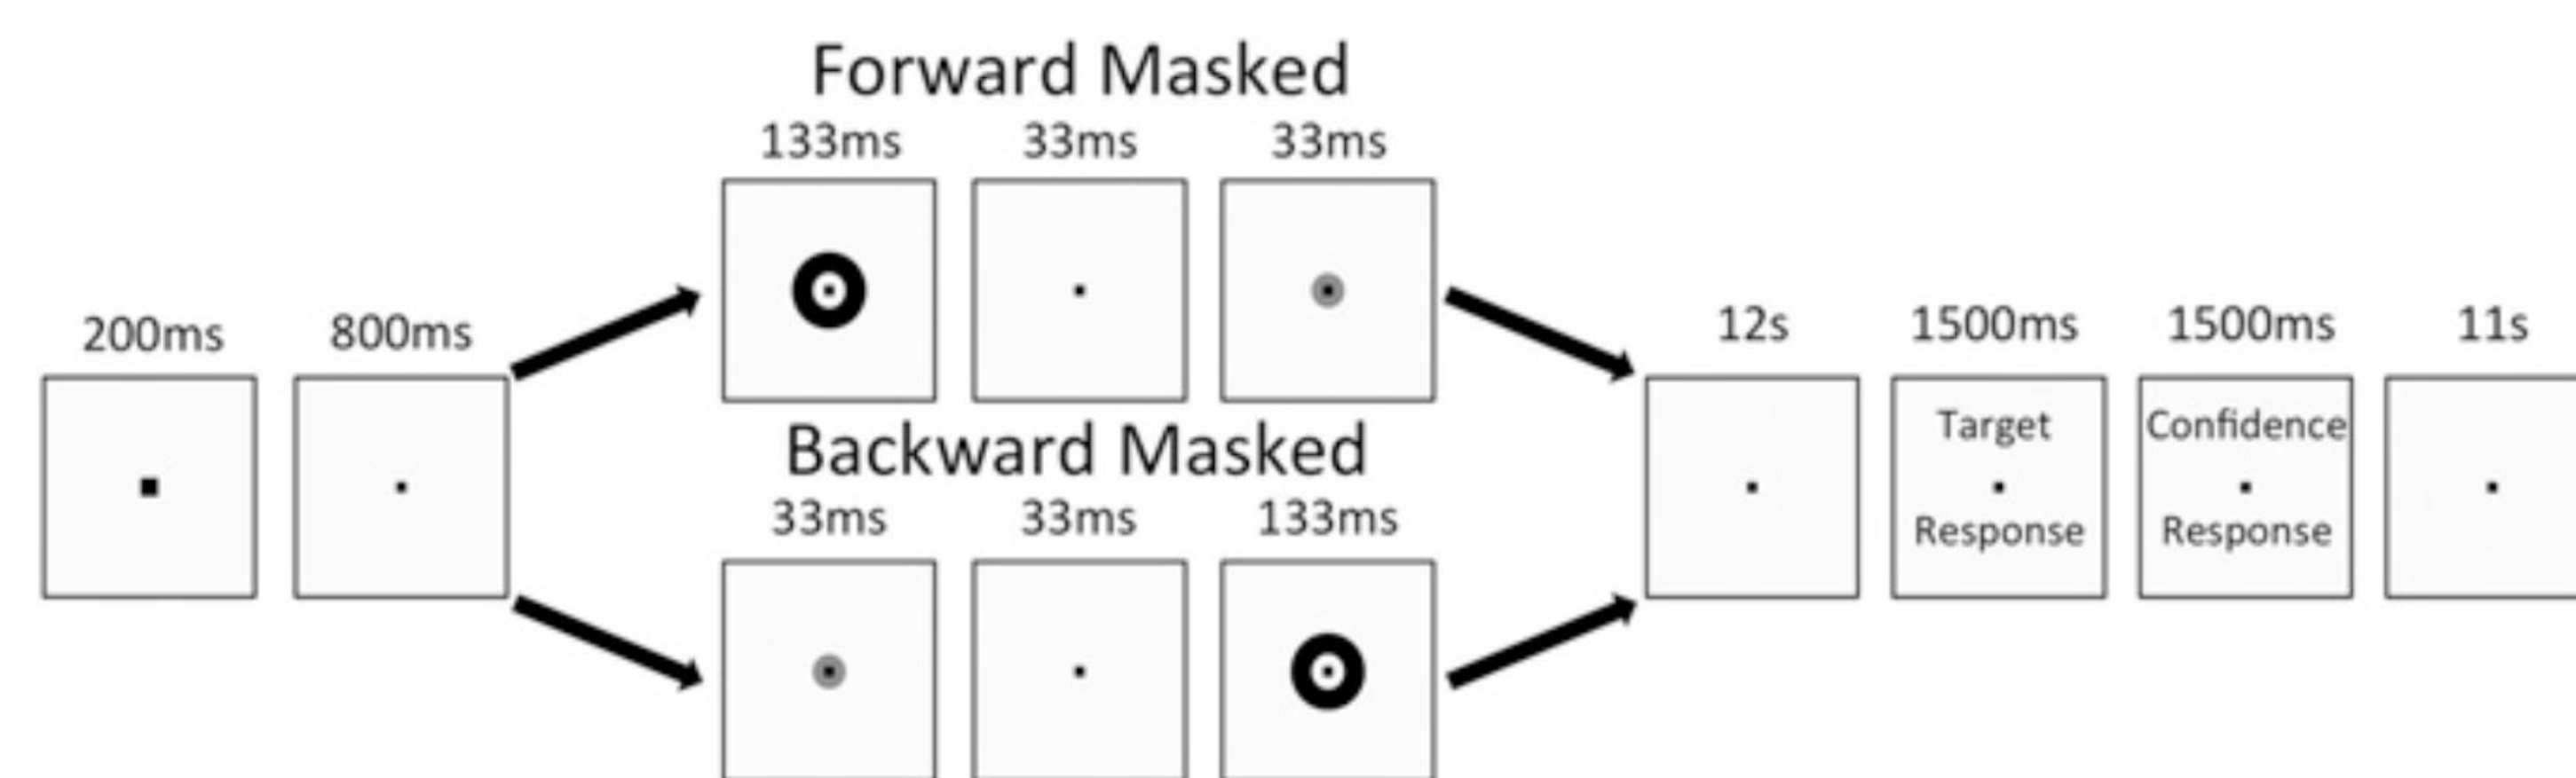 Forward Masked
133ms 33ms 33ms
200ms 800ms
12s 1500ms 1500ms 11s
Target
Response
Confidence
Response
Backward Masked
33ms 33ms 133ms